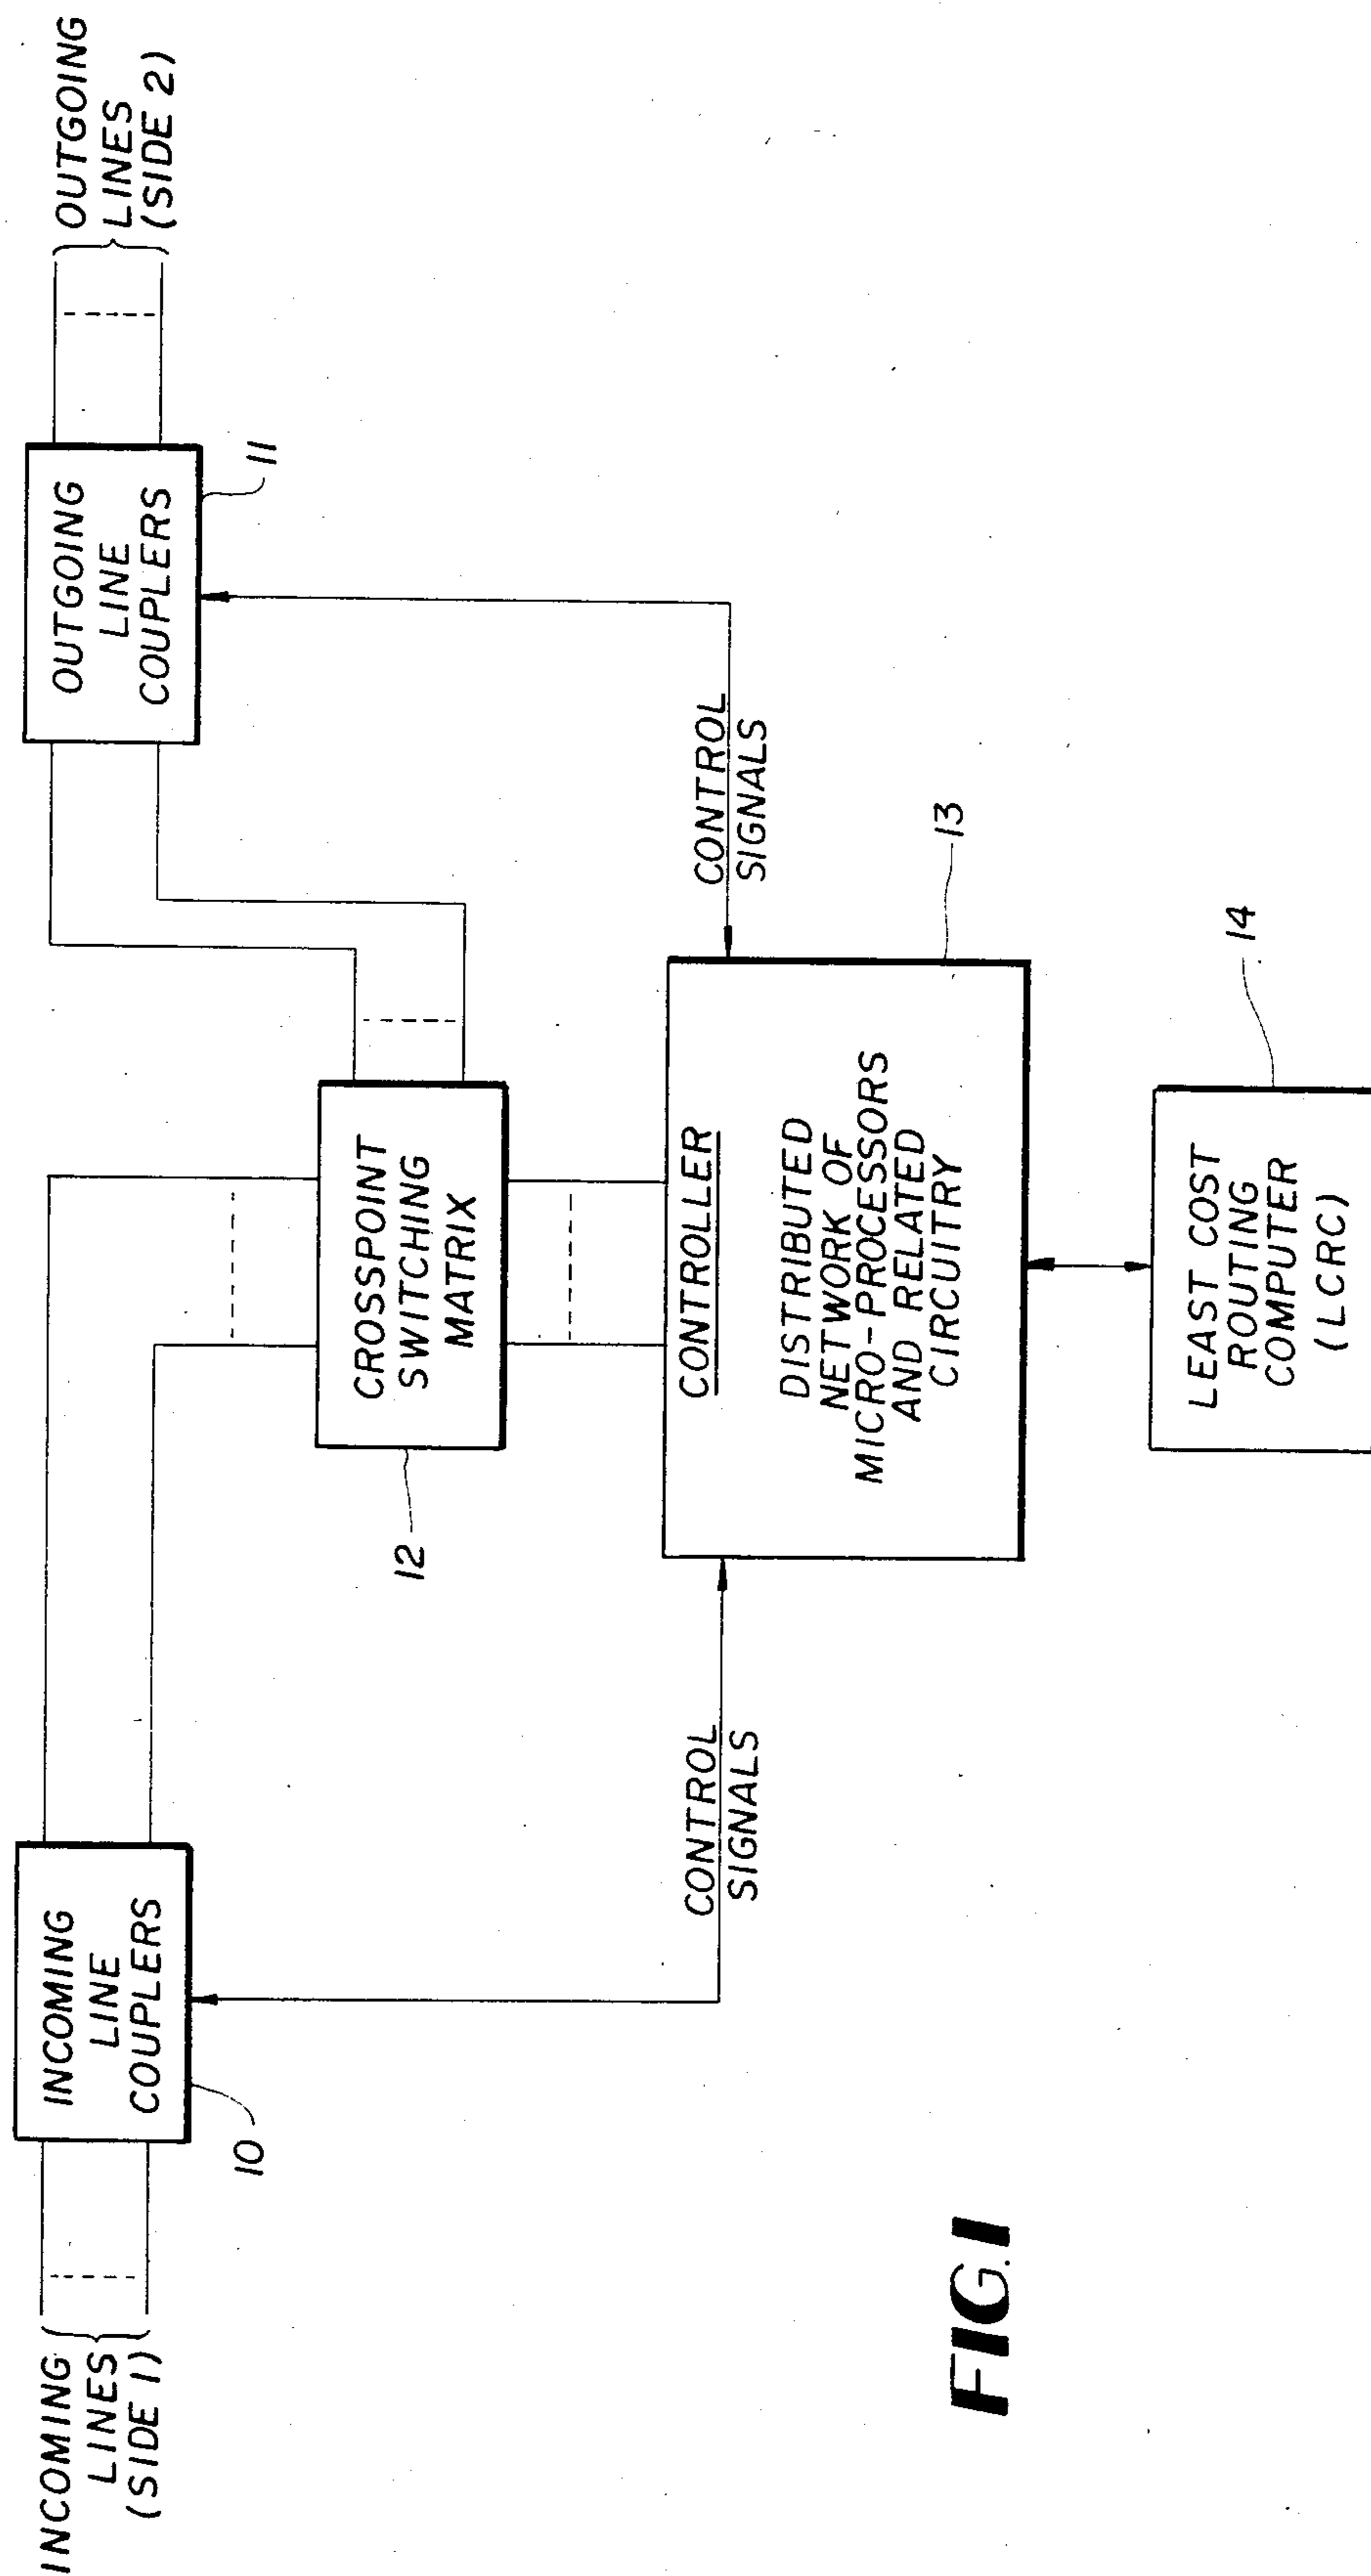 INCOMING
LINES
(SIDE 1)
INCOMING
LINE
COUPLERS
10
OUTGOING
LINE
COUPLERS
11
OUTGOING
LINES
(SIDE 2)
CROSSPOINT
SWITCHING
MATRIX
12
CONTROL
SIGNALS
CONTROL
SIGNALS
CONTROLLER
DISTRIBUTED
NETWORK OF
MICRO-PROCESSORS
AND RELATED
CIRCUITRY
13
LEAST COST
ROUTING
COMPUTER
(LCRC)
14
FIG. 1